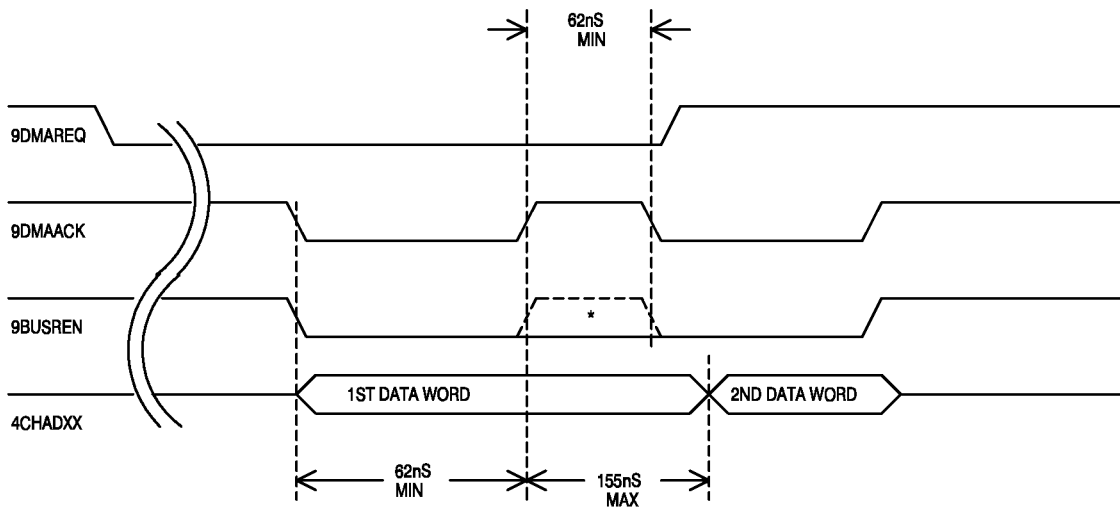 62nS
MIN
9DMAREQ
9DMAACK
9BUSREN
*
1ST DATA WORD
2ND DATA WORD
4CHADXX
62nS
MIN
155nS
MAX